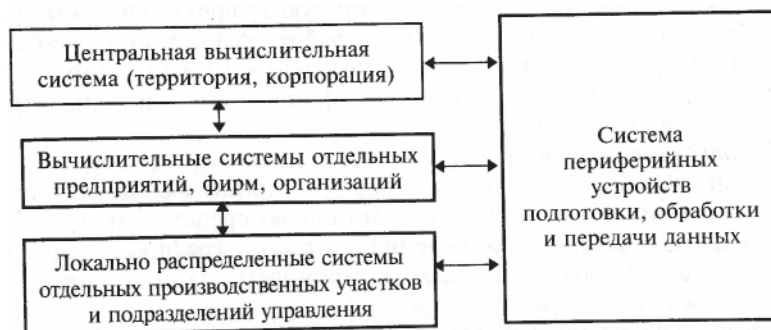 Центральная вычислительная
система (территория, корпорация)
Вычислительные системы отдельных
предприятий, фирм, организаций
Локально распределенные системы
отдельных производственных участков
и подразделений управления
Система
периферийных
устройств
подготовки, обработки
и передачи данных